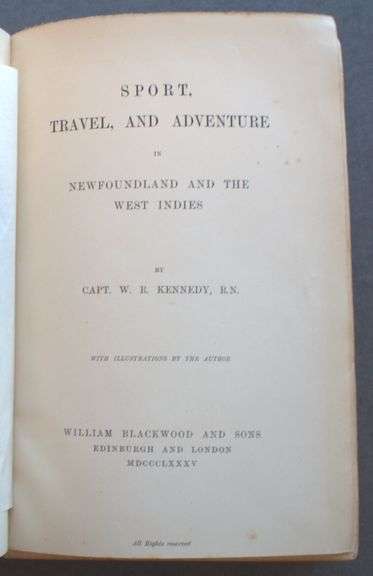 SPORT,
TRAVEL, AND ADVENTURE
IN
NEWFOUNDLAND AND THE
WEST INDIES
BY
CAPT. W. R. KENNEDY, R.N.
WITH ILLUSTRATIONS BY THE AUTHOR
WILLIAM BLACKWOOD AND SONS
EDINBURGH AND LONDON
MDCCCLXXXV
All Rights reserved